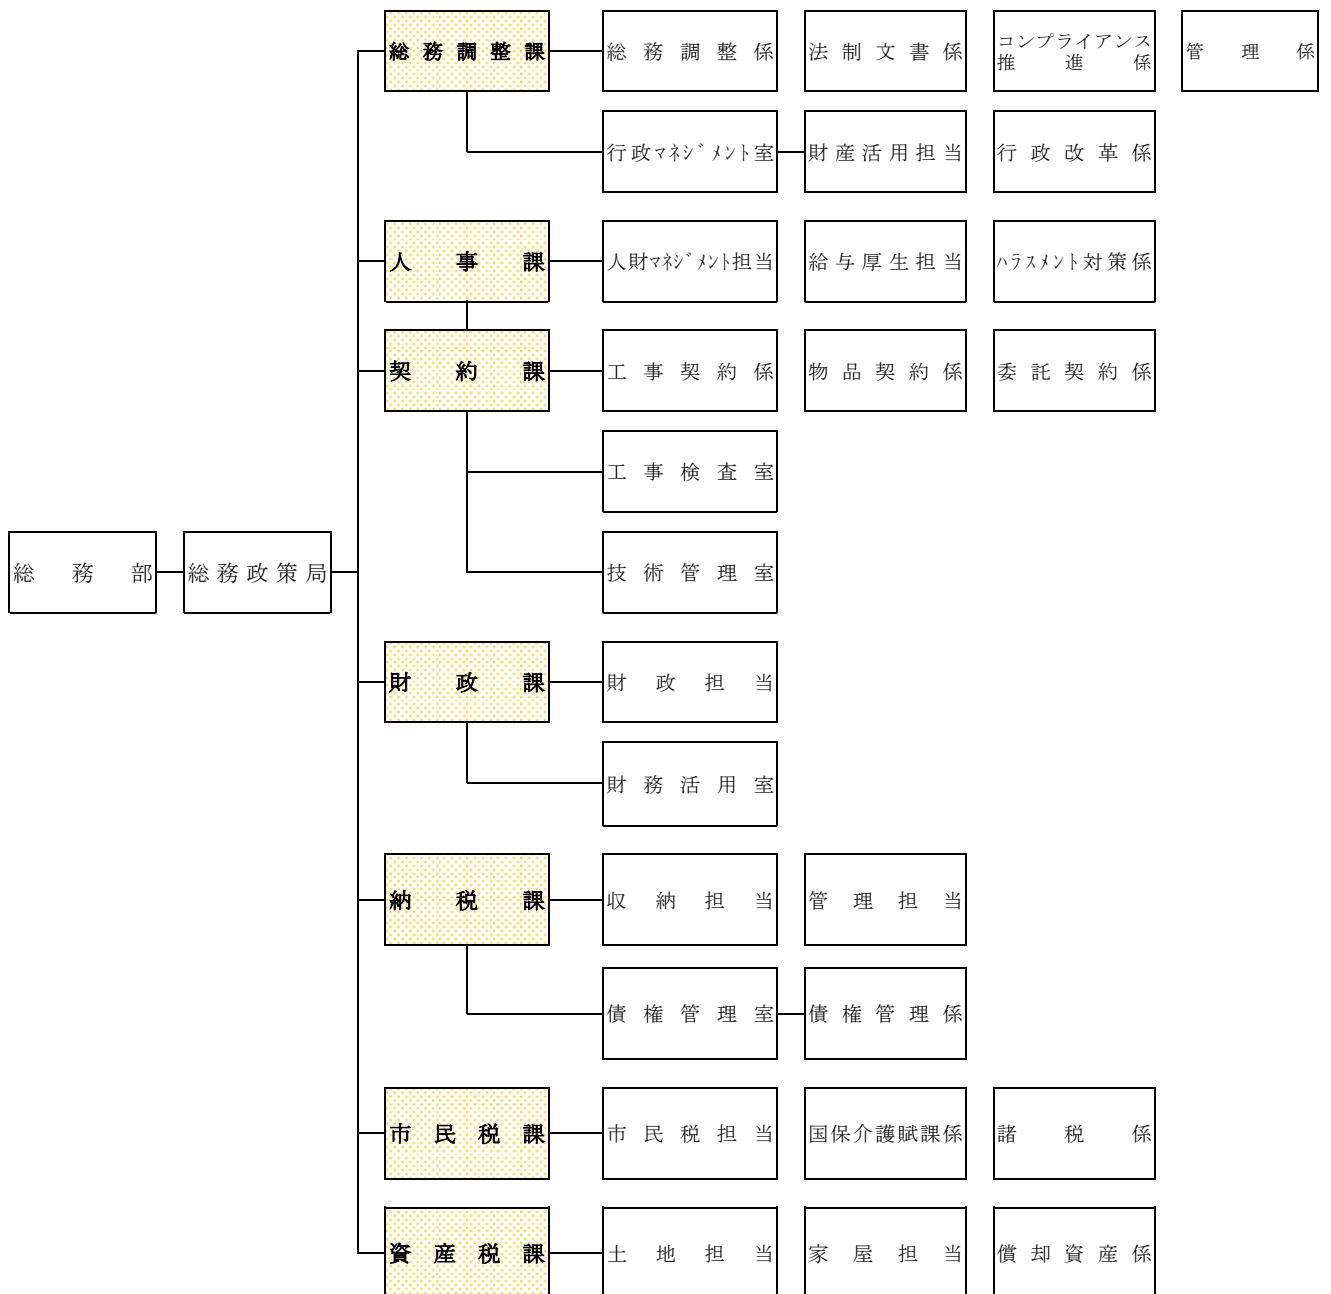 総務調整課 総務調整係 法制文書係 コンプライアンス推進係 管理係
行政ﾏﾈｼﾞﾒﾝﾄ室 財産活用担当 行政改革係
人事課 人財ﾏﾈｼﾞﾒﾝﾄ担当 給与厚生担当 ﾊﾗｽﾒﾝﾄ対策係
契約課 工事契約係 物品契約係 委託契約係
工事検査室
総務部 総務政策局 技術管理室
財政課 財政担当
財務活用室
納税課 収納担当 管理担当
債権管理室 債権管理係
市民税課 市民税担当 国保介護賦課係 諸税係
資産税課 土地担当 家屋担当 償却資産係